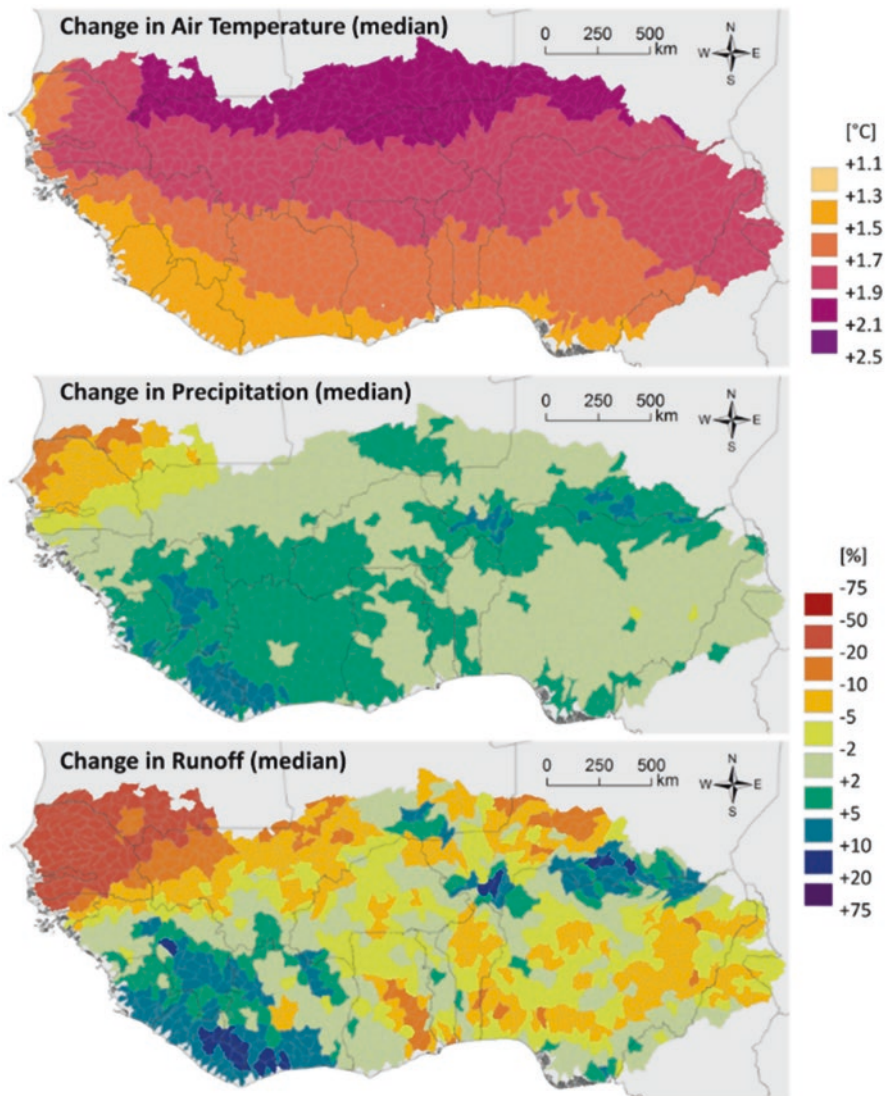 Change in Air Temperature (median)
0 250 500
km
N
W E
S
[°C]
+1.1
+1.3
+1.5
+1.7
+1.9
+2.1
+2.5
Change in Precipitation (median)
0 250 500
km
N
W E
S
[%]
-75
-50
-20
-10
-5
-2
+2
+5
+10
+20
+75
Change in Runoff (median)
0 250 500
km
N
W E
S